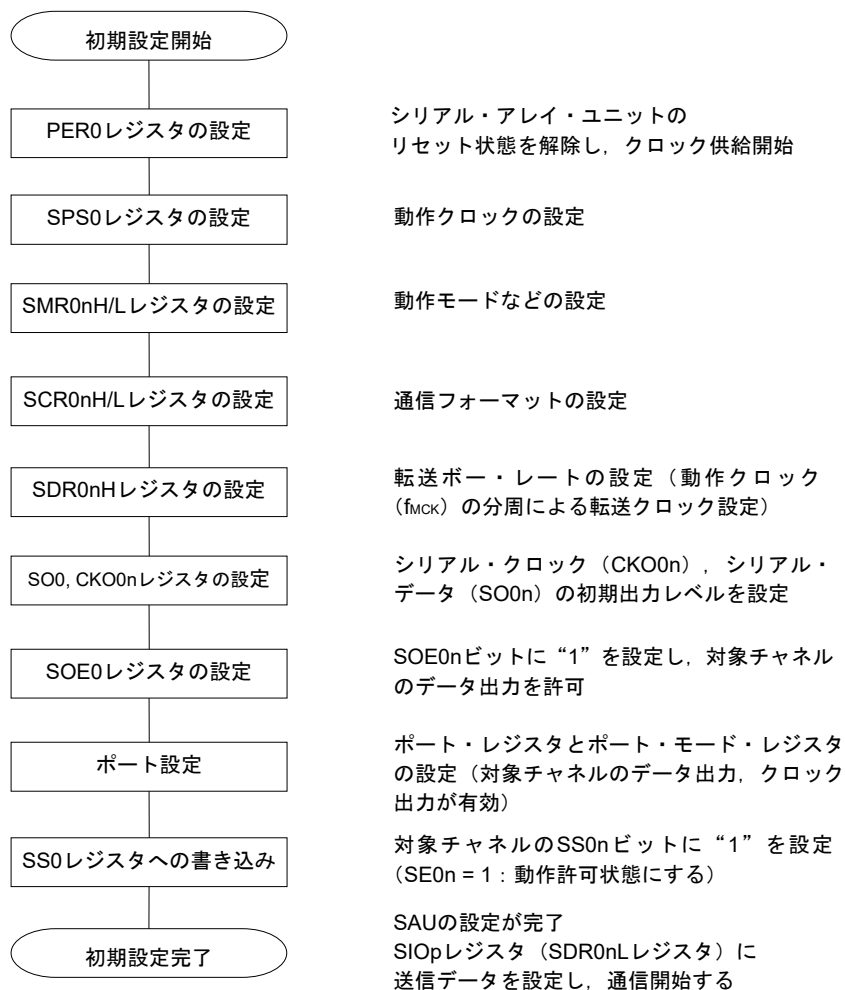 初期設定開始
PER0レジスタの設定
シリアル・アレイ・ユニットの
リセット状態を解除し，クロック供給開始
SPS0レジスタの設定
動作クロックの設定
SMR0nH/Lレジスタの設定
動作モードなどの設定
SCR0nH/Lレジスタの設定
通信フォーマットの設定
SDR0nHレジスタの設定
転送ボー・レートの設定（動作クロック
（fMCK）の分周による転送クロック設定）
SO0, CKO0nレジスタの設定
シリアル・クロック（CKO0n），シリアル・
データ（SO0n）の初期出力レベルを設定
SOE0レジスタの設定
SOE0nビットに“1”を設定し，対象チャネル
のデータ出力を許可
ポート設定
ポート・レジスタとポート・モード・レジスタ
の設定（対象チャネルのデータ出力，クロック
出力が有効）
SS0レジスタへの書き込み
対象チャネルのSS0nビットに“1”を設定
（SE0n = 1：動作許可状態にする）
初期設定完了
SAUの設定が完了
SIOpレジスタ（SDR0nLレジスタ）に
送信データを設定し，通信開始する